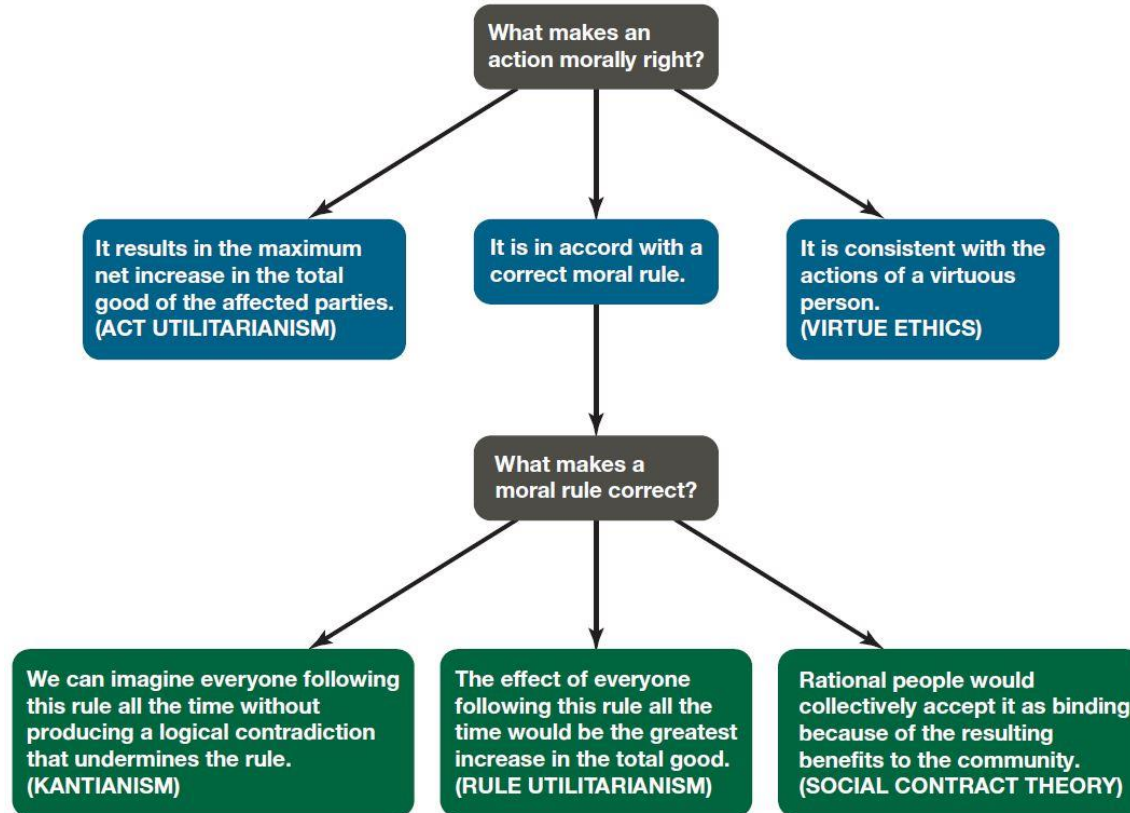 What makes an
action morally right?
It results in the maximum
net increase in the total
good of the affected parties.
(ACT UTILITARIANISM)
It is in accord with a
correct moral rule.
It is consistent with the
actions of a virtuous
person.
(VIRTUE ETHICS)
What makes a
moral rule correct?
We can imagine everyone following
this rule all the time without
producing a logical contradiction
that undermines the rule.
(KANTIANISM)
The effect of everyone
following this rule all the
time would be the greatest
increase in the total good.
(RULE UTILITARIANISM)
Rational people would
collectively accept it as binding
because of the resulting
benefits to the community.
(SOCIAL CONTRACT THEORY)